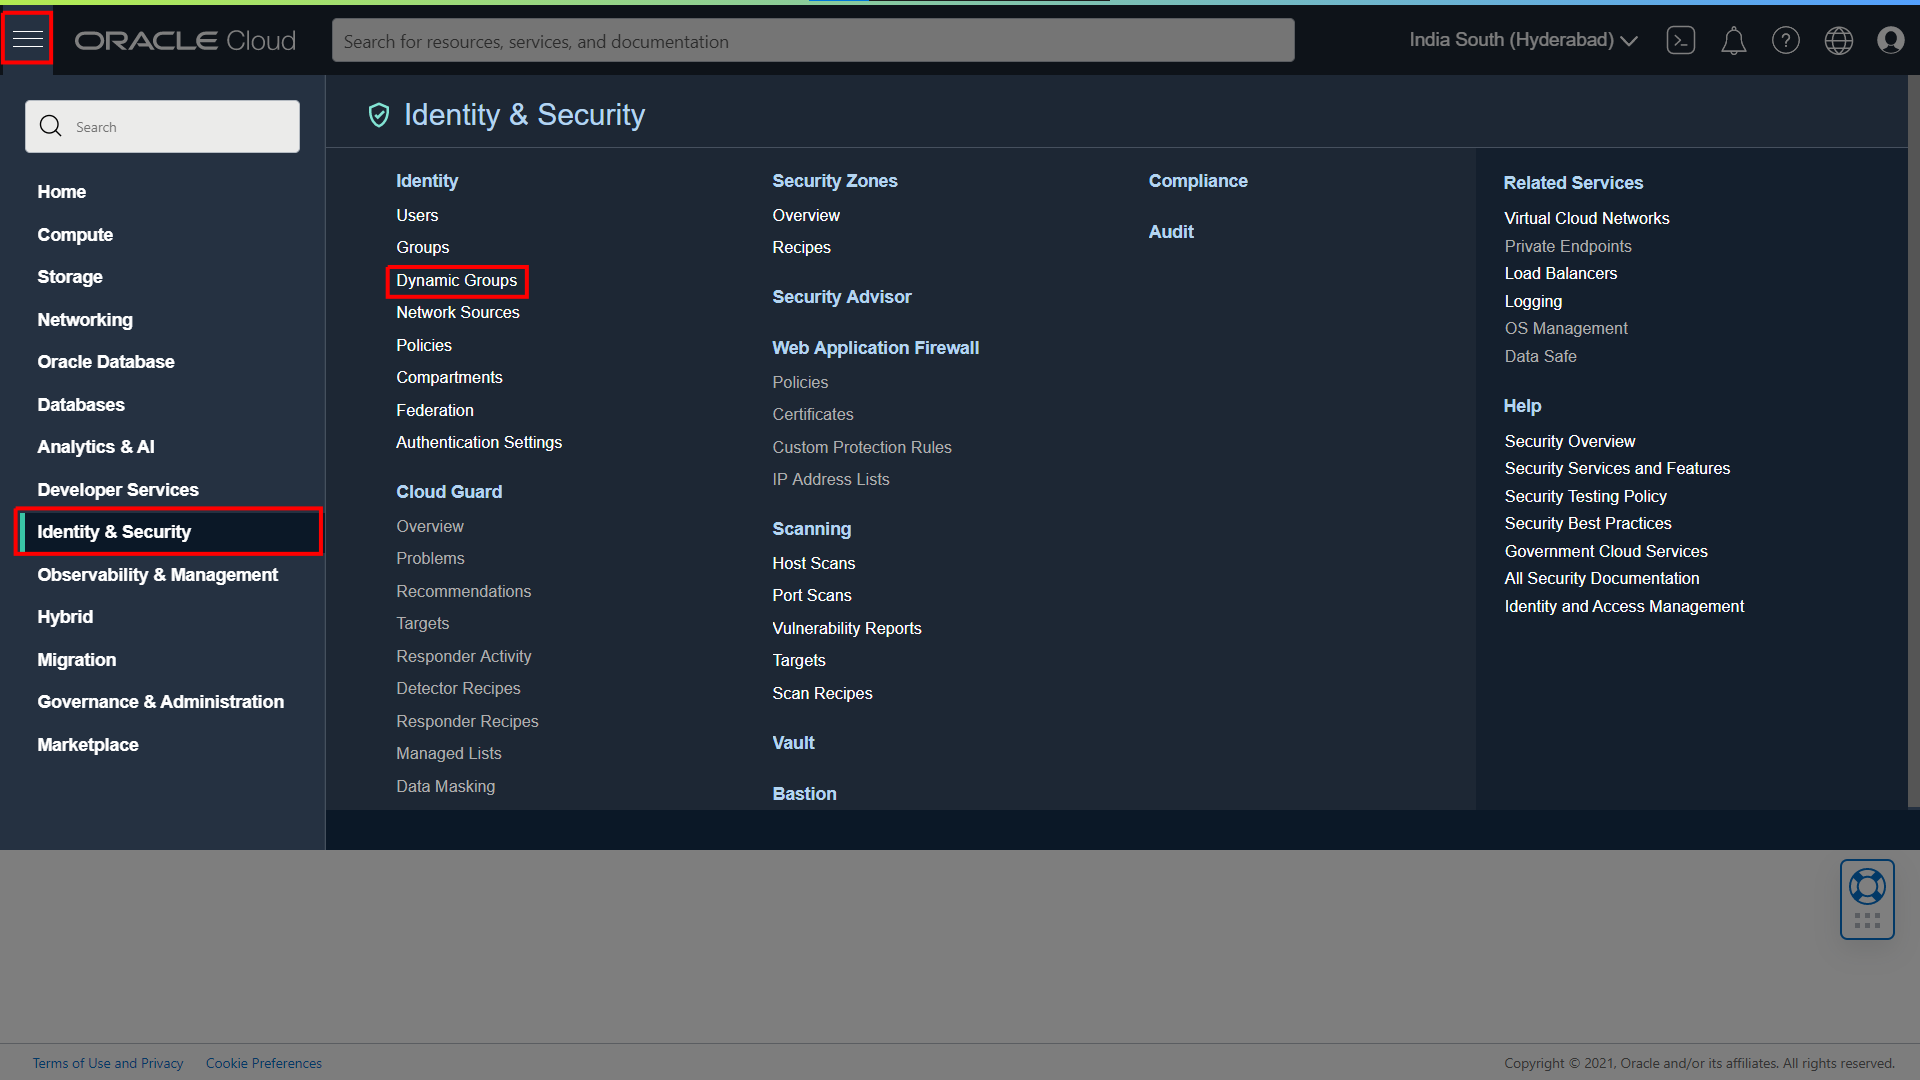 ORACLE Cloud
Search for resources, services, and documentation
India South (Hyderabad)
Search
Home
Compute
Storage
Networking
Oracle Database
Databases
Analytics & AI
Developer Services
Identity & Security
Observability & Management
Hybrid
Migration
Governance & Administration
Marketplace
Identity & Security
Identity
Users
Groups
Dynamic Groups
Network Sources
Policies
Compartments
Federation
Authentication Settings
Cloud Guard
Overview
Problems
Recommendations
Targets
Responder Activity
Detector Recipes
Responder Recipes
Managed Lists
Data Masking
Security Zones
Overview
Recipes
Security Advisor
Web Application Firewall
Policies
Certificates
Custom Protection Rules
IP Address Lists
Scanning
Host Scans
Port Scans
Vulnerability Reports
Targets
Scan Recipes
Vault
Bastion
Compliance
Audit
Related Services
Virtual Cloud Networks
Private Endpoints
Load Balancers
Logging
OS Management
Data Safe
Help
Security Overview
Security Services and Features
Security Testing Policy
Security Best Practices
Government Cloud Services
All Security Documentation
Identity and Access Management
Terms of Use and Privacy
Cookie Preferences
Copyright © 2021, Oracle and/or its affiliates. All rights reserved.